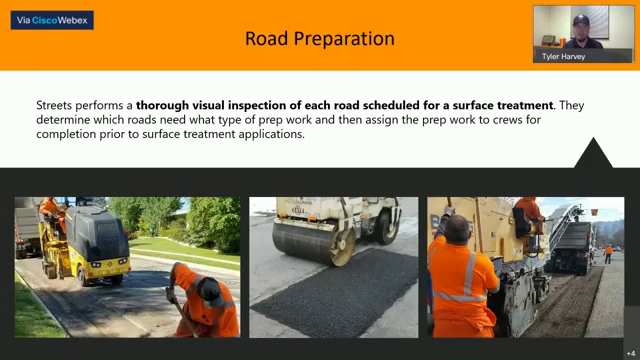 Via CiscoWebex
Road Preparation
Tyler Harvey
Streets performs a thorough visual inspection of each road scheduled for a surface treatment. They
determine which roads need what type of prep work and then assign the prep work to crews for
completion prior to surface treatment applications.
+4